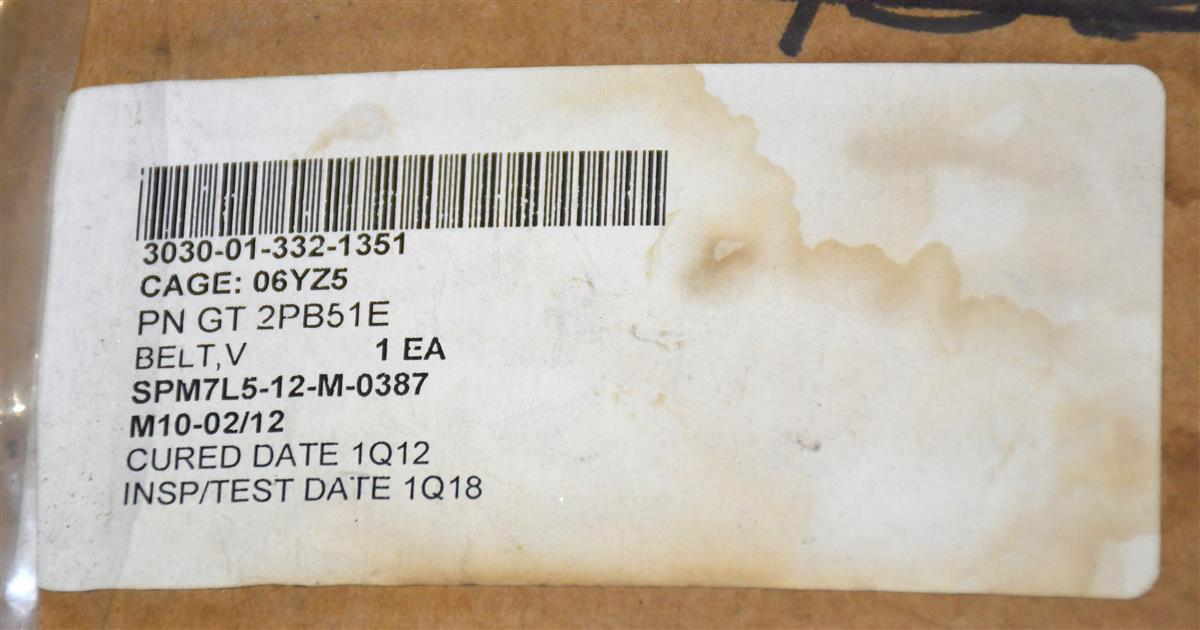 3030-01-332-1351
CAGE: 06YZ5
PN GT 2PB51E
BELT,V 1 EA
SPM7L5-12-M-0387
M10-02/12
CURED DATE 1Q12
INSP/TEST DATE 1Q18